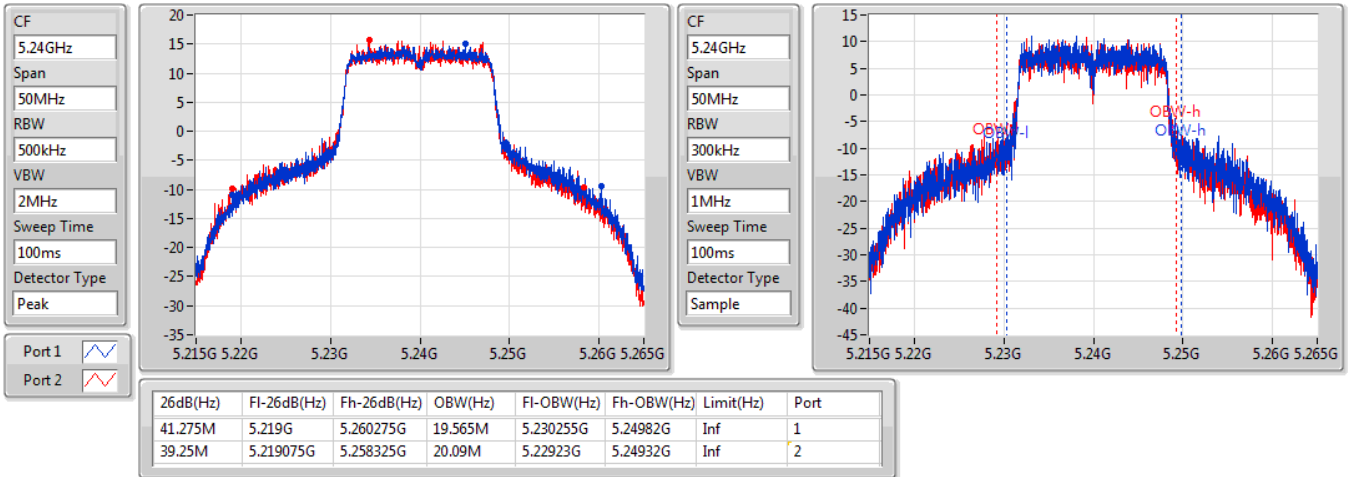 CF
5.24GHz
Span
50MHz
RBW
500kHz
VBW
2MHz
Sweep Time
100ms
Detector Type
Peak
Port 1
Port 2
20
15
10
5
0
-5
-10
-15
-20
-25
-30
-35
5.215G 5.22G 5.23G 5.24G 5.25G 5.26G 5.265G
CF
5.24GHz
Span
50MHz
RBW
300kHz
VBW
1MHz
Sweep Time
100ms
Detector Type
Sample
15
10
5
0
-5
-10
-15
-20
-25
-30
-35
-40
-45
OBW-h
OBW-l
OBW-h
5.215G 5.22G 5.23G 5.24G 5.25G 5.26G 5.265G
26dB(Hz) Fl-26dB(Hz) Fh-26dB(Hz) OBW(Hz) Fl-OBW(Hz) Fh-OBW(Hz) Limit(Hz) Port
41.275M 5.219G 5.260275G 19.565M 5.230255G 5.24982G Inf 1
39.25M 5.219075G 5.258325G 20.09M 5.22923G 5.24932G Inf 2